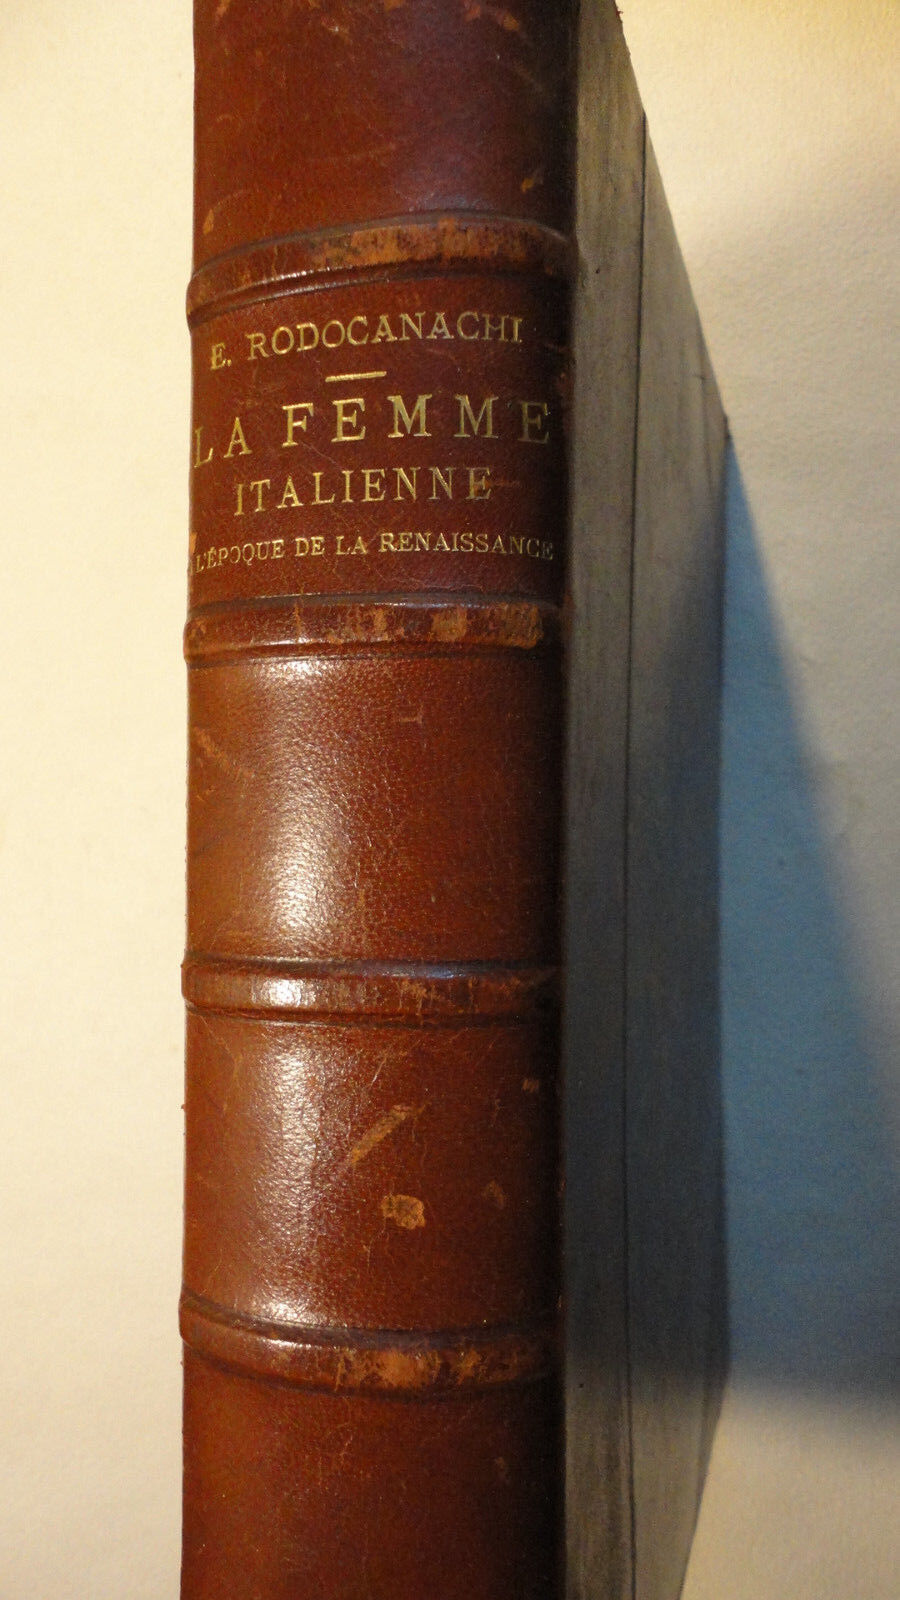 E. RODOCANACHI
LA FEMME
ITALIENNE
L'ÉPOQUE DE LA RENAISSANCE